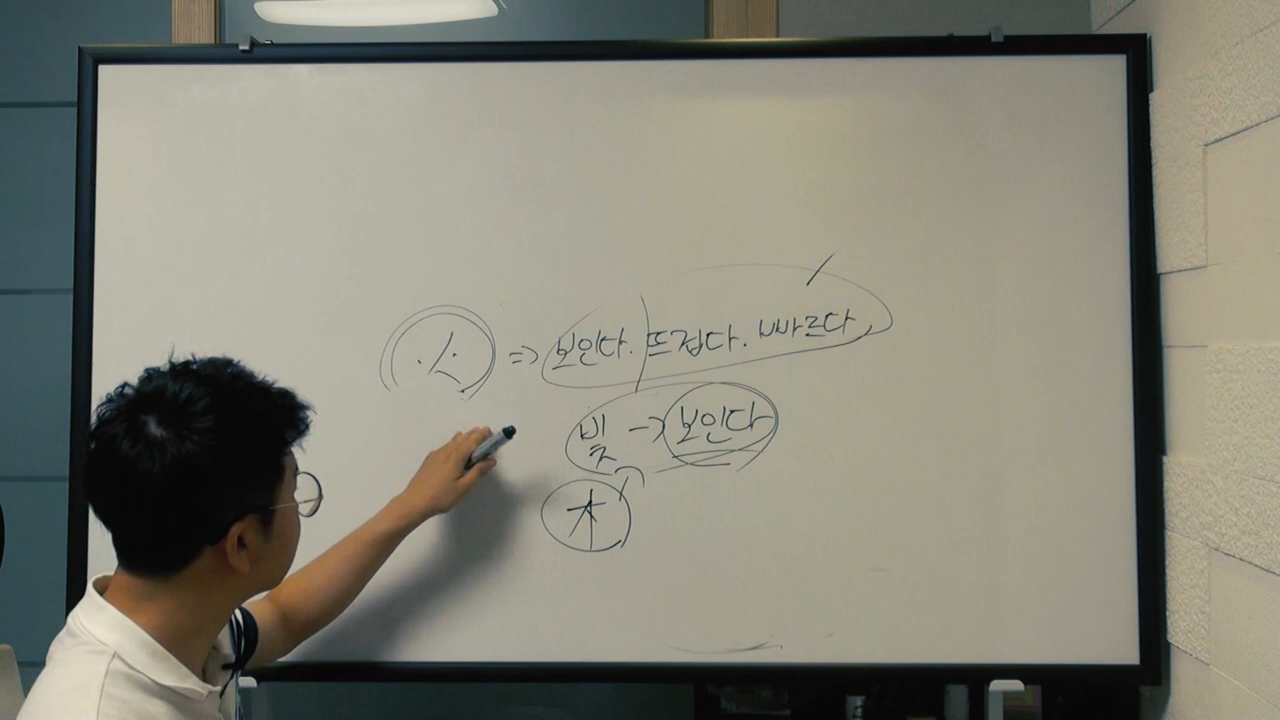 火 => 보인다. 뜨겁다. 빠르다
빛 -> 보인다
木